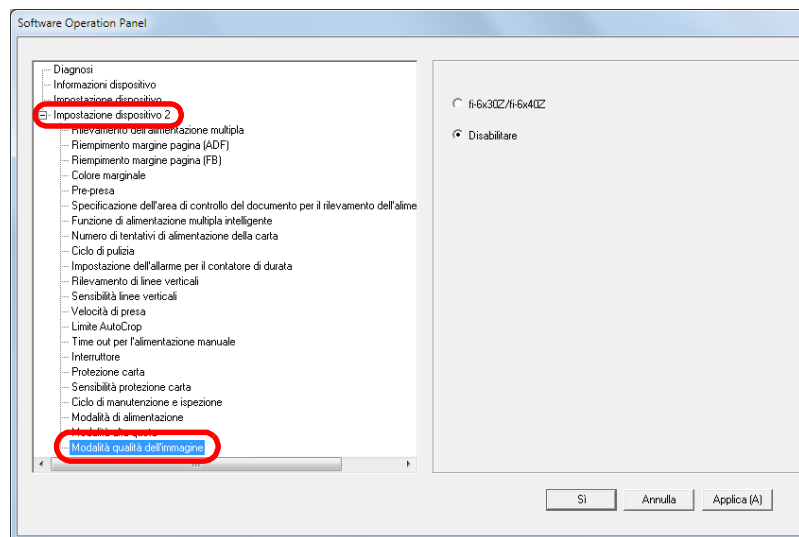 Software Operation Panel
Diagnosi
Informazioni dispositivo
Impostazione dispositivo
Impostazione dispositivo 2
Rilevamento dell'alimentazione multipla
Riempimento margine pagina (ADF)
Riempimento margine pagina (FB)
Colore marginale
Pre-presa
Specificazione dell'area di controllo del documento per il rilevamento dell'alime
Funzione di alimentazione multipla intelligente
Numero di tentativi di alimentazione della carta
Ciclo di pulizia
Impostazione dell'allarme per il contatore di durata
Rilevamento di linee verticali
Sensibilità linee verticali
Velocità di presa
Limite AutoCrop
Time out per l'alimentazione manuale
Interruttore
Protezione carta
Sensibilità protezione carta
Ciclo di manutenzione e ispezione
Modalità di alimentazione
Modalità alta quota
Modalità qualità dell'immagine
fi-6x30Z/fi-6x40Z
Disabilitare
Sì
Annulla
Applica (A)